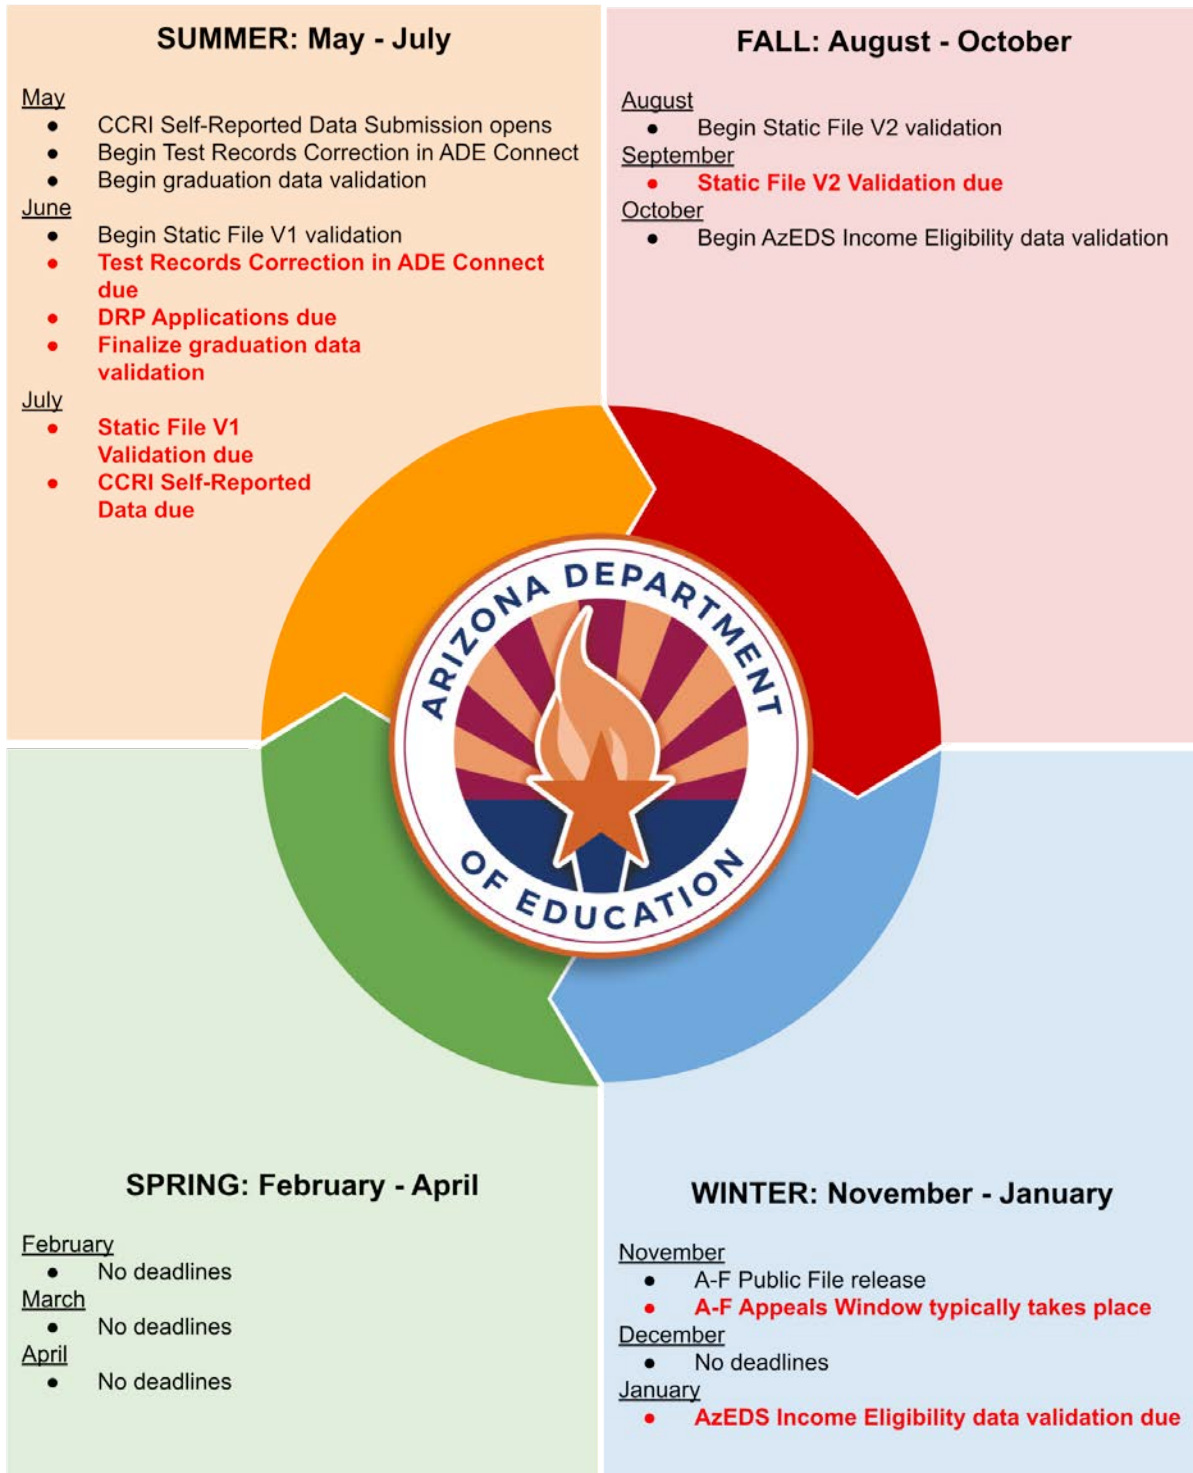 SUMMER: May - July
May
● CCRI Self-Reported Data Submission opens
● Begin Test Records Correction in ADE Connect
● Begin graduation data validation
June
● Begin Static File V1 validation
● Test Records Correction in ADE Connect
due
● DRP Applications due
● Finalize graduation data
validation
July
● Static File V1
Validation due
● CCRI Self-Reported
Data due
FALL: August - October
August
● Begin Static File V2 validation
September
● Static File V2 Validation due
October
● Begin AzEDS Income Eligibility data validation
ARIZONA DEPARTMENT
OF EDUCATION
SPRING: February - April
February
● No deadlines
March
● No deadlines
April
● No deadlines
WINTER: November - January
November
● A-F Public File release
● A-F Appeals Window typically takes place
December
● No deadlines
January
● AzEDS Income Eligibility data validation due